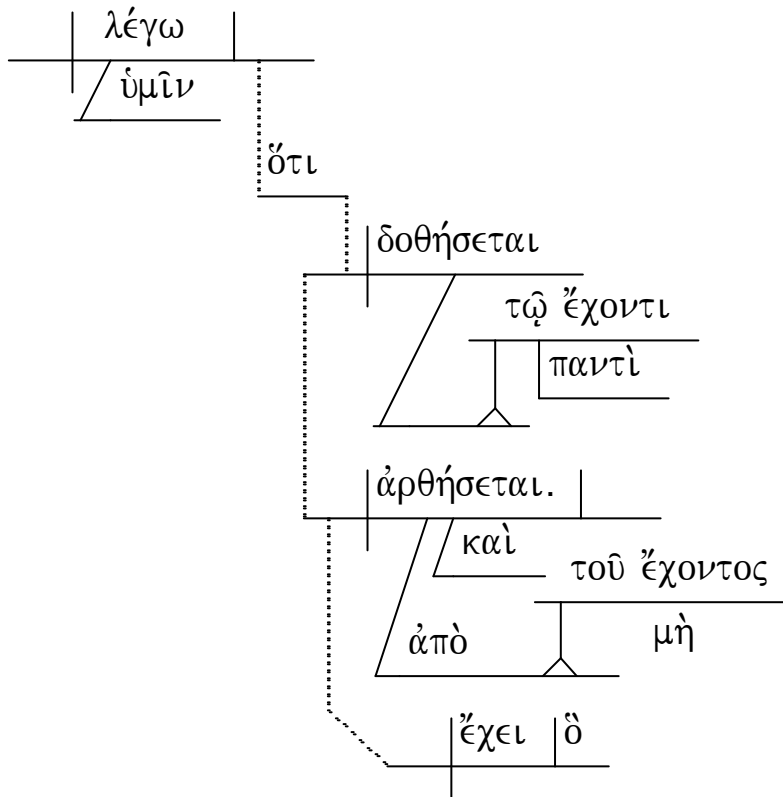 λέγω
ὑμῖν
ὅτι
δοθήσεται
τῷ ἔχοντι
παντὶ
ἀρθήσεται.
καὶ
τοῦ ἔχοντος
ἀπὸ
μὴ
ἔχει ὃ